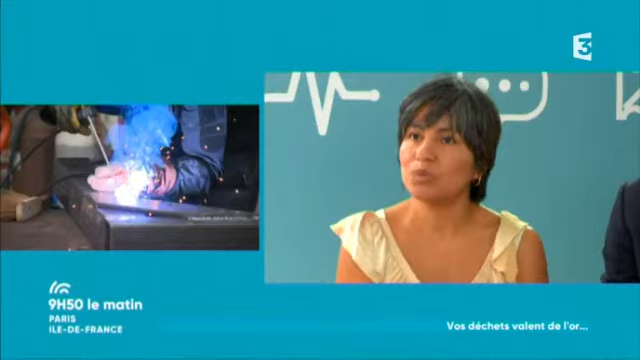 3
9H50 le matin
PARIS
ILE-DE-FRANCE
Vos déchets valent de l'or...